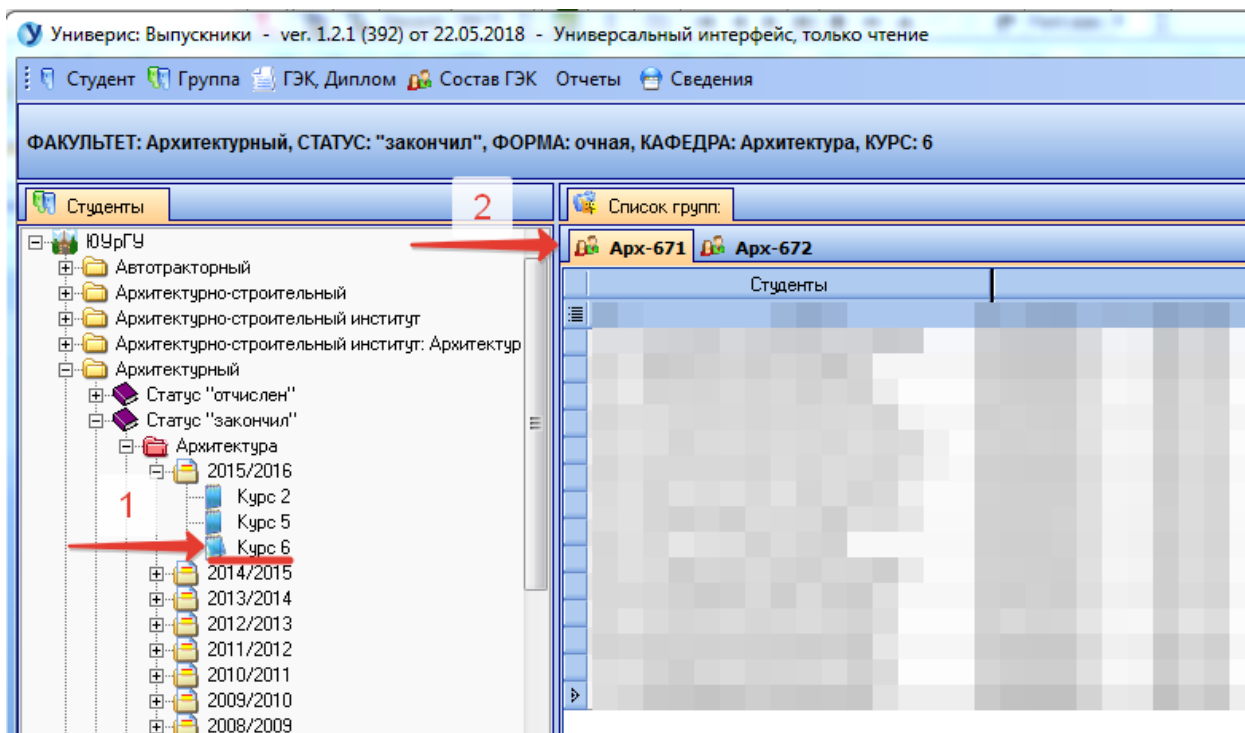 Универис: Выпускники - ver. 1.2.1 (392) от 22.05.2018 - Универсальный интерфейс, только чтение
Студент Группа ГЭК, Диплом Состав ГЭК Отчеты Сведения
ФАКУЛЬТЕТ: Архитектурный, СТАТУС: "закончил", ФОРМА: очная, КАФЕДРА: Архитектура, КУРС: 6
Студенты
2
Список групп:
ЮУрГУ
Арх-671 Арх-672
Автотракторный
Студенты
Архитектурно-строительный
Архитектурно-строительный институт
Архитектурно-строительный институт: Архитектур
Архитектурный
Статус "отчислен"
Статус "закончил"
Архитектура
2015/2016
1
Курс 2
Курс 5
Курс 6
2014/2015
2013/2014
2012/2013
2011/2012
2010/2011
2009/2010
2008/2009